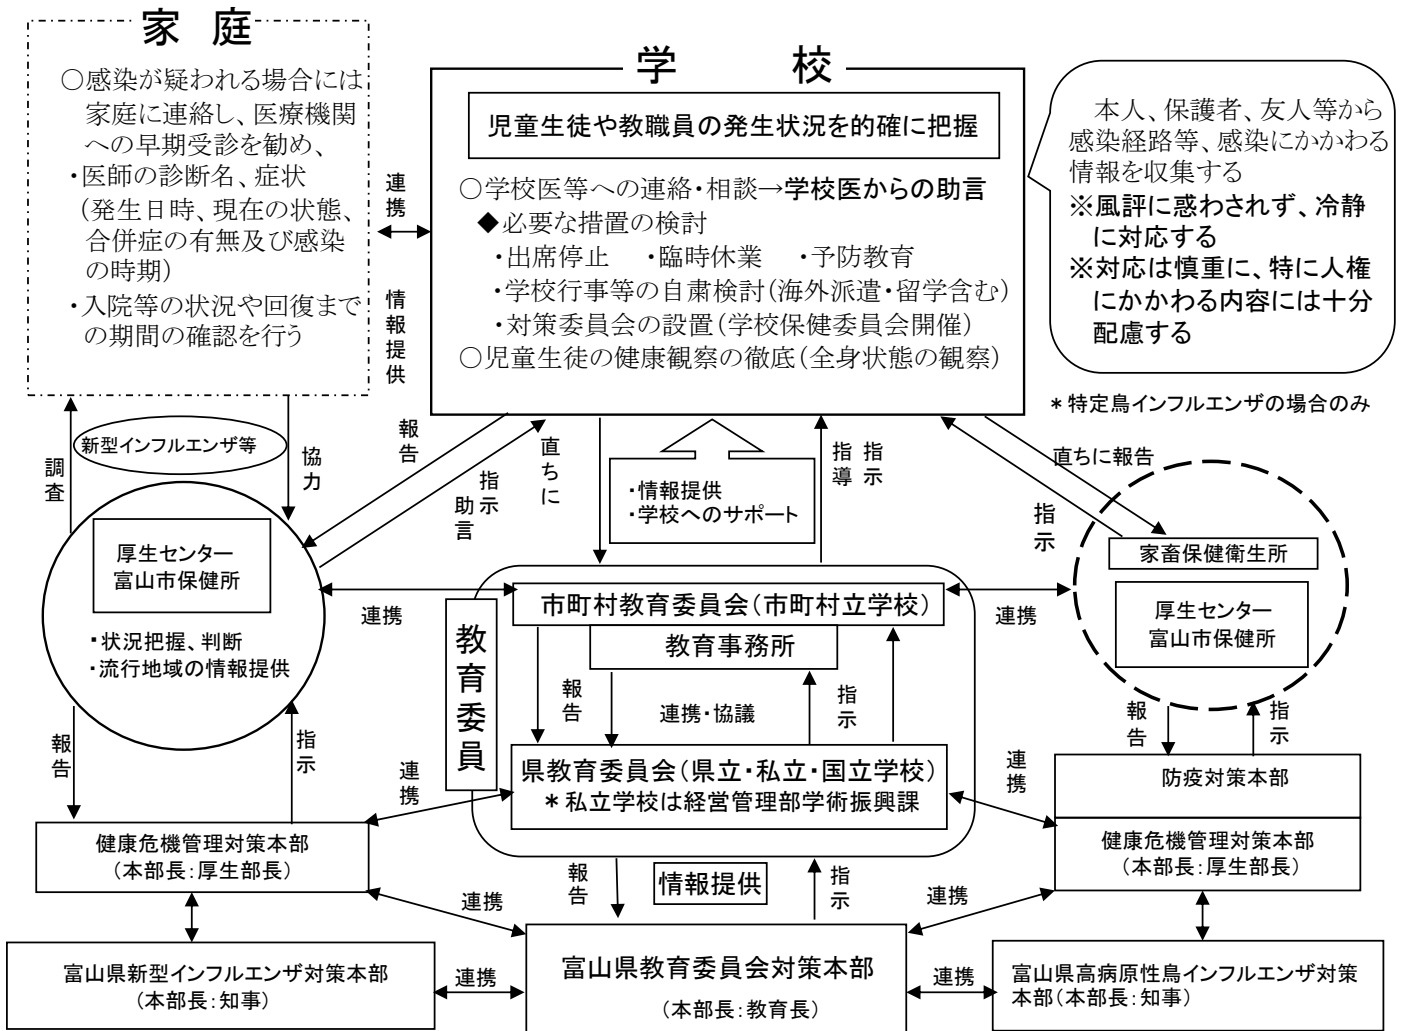 家 庭
○感染が疑われる場合には
家庭に連絡し、医療機関
への早期受診を勧め、
・医師の診断名、症状
(発生日時、現在の状態、
合併症の有無及び感染
の時期)
・入院等の状況や回復まで
の期間の確認を行う
連携
情報提供
学 校
児童生徒や教職員の発生状況を的確に把握
○学校医等への連絡・相談→学校医からの助言
◆必要な措置の検討
・出席停止 ・臨時休業 ・予防教育
・学校行事等の自粛検討(海外派遣・留学含む)
・対策委員会の設置(学校保健委員会開催)
○児童生徒の健康観察の徹底(全身状態の観察)
本人、保護者、友人等から
感染経路等、感染にかかわる
情報を収集する
※風評に惑わされず、冷静
に対応する
※対応は慎重に、特に人権
にかかわる内容には十分
配慮する
*特定鳥インフルエンザの場合のみ
新型インフルエンザ等
調査
協力
報告
指示
助言
直ちに
・情報提供
・学校へのサポート
指示
指導
直ちに報告
指示
厚生センター
富山市保健所
・状況把握、判断
・流行地域の情報提供
連携
教育委員
市町村教育委員会(市町村立学校)
教育事務所
報告
連携・協議
指示
県教育委員会(県立・私立・国立学校)
*私立学校は経営管理部学術振興課
連携
家畜保健衛生所
厚生センター
富山市保健所
報告
指示
連携
報告
指示
連携
防疫対策本部
健康危機管理対策本部
(本部長:厚生部長)
健康危機管理対策本部
(本部長:厚生部長)
報告
情報提供
指示
連携
連携
富山県新型インフルエンザ対策本部
(本部長:知事)
連携
富山県教育委員会対策本部
(本部長:教育長)
連携
富山県高病原性鳥インフルエンザ対策
本部(本部長:知事)